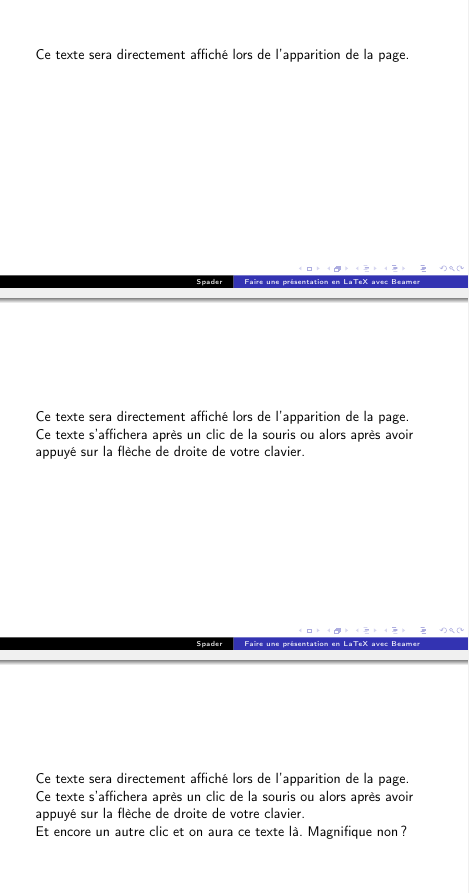 Ce texte sera directement affiché lors de l'apparition de la page.
Spader
Faire une présentation en LaTeX avec Beamer
Ce texte sera directement affiché lors de l'apparition de la page.
Ce texte s'affichera après un clic de la souris ou alors après avoir
appuyé sur la flèche de droite de votre clavier.
Spader
Faire une présentation en LaTeX avec Beamer
Ce texte sera directement affiché lors de l'apparition de la page.
Ce texte s'affichera après un clic de la souris ou alors après avoir
appuyé sur la flèche de droite de votre clavier.
Et encore un autre clic et on aura ce texte là. Magnifique non ?